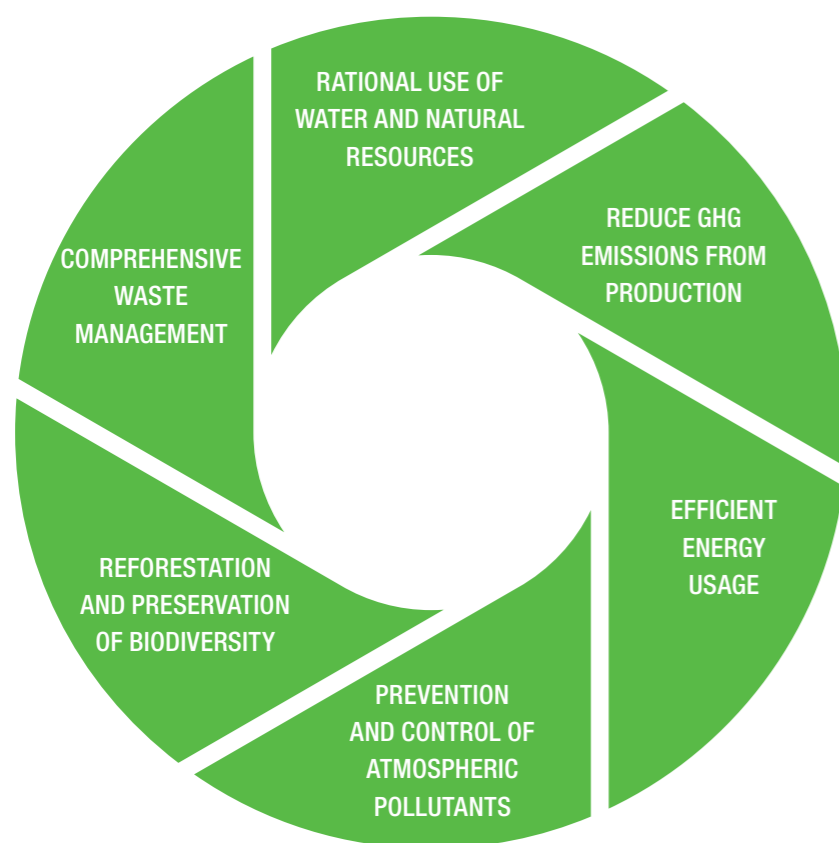 RATIONAL USE OF
WATER AND NATURAL
RESOURCES
REDUCE GHG
EMISSIONS FROM
PRODUCTION
EFFICIENT
ENERGY
USAGE
PREVENTION
AND CONTROL OF
ATMOSPHERIC
POLLUTANTS
REFORESTATION
AND PRESERVATION
OF BIODIVERSITY
COMPREHENSIVE
WASTE
MANAGEMENT